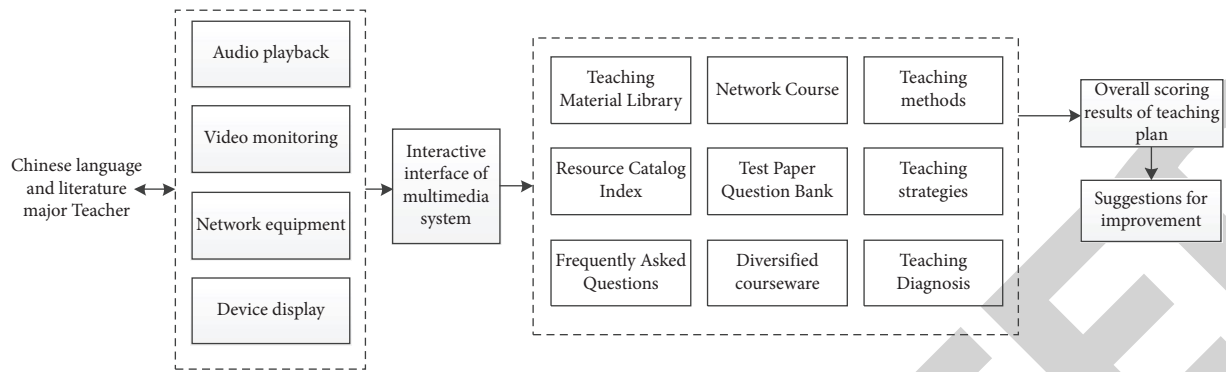 Chinese language
and literature
major Teacher
Audio playback
Video monitoring
Network equipment
Device display
Interactive
interface of
multimedia
system
Teaching
Material Library
Network Course
Teaching
methods
Resource Catalog
Index
Test Paper
Question Bank
Teaching
strategies
Frequently Asked
Questions
Diversified
courseware
Teaching
Diagnosis
Overall scoring
results of teaching
plan
Suggestions for
improvement